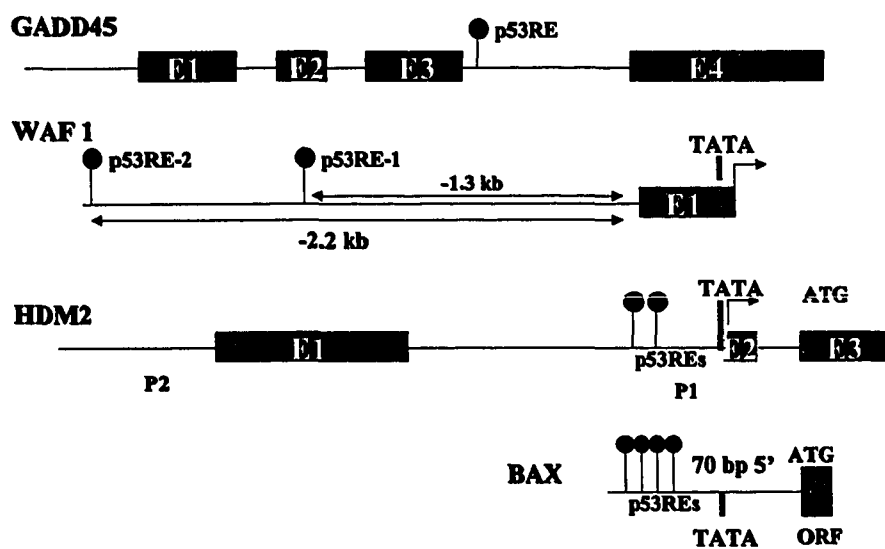 GADD45
p53RE
E1 E2 E3 E4
WAF 1
p53RE-2 p53RE-1 TATA
-1.3 kb
E1
-2.2 kb
HDM2
TATA ATG
E1 p53REs E2 E3
P2 P1
BAX
70 bp 5’ ATG
p53REs
TATA ORF